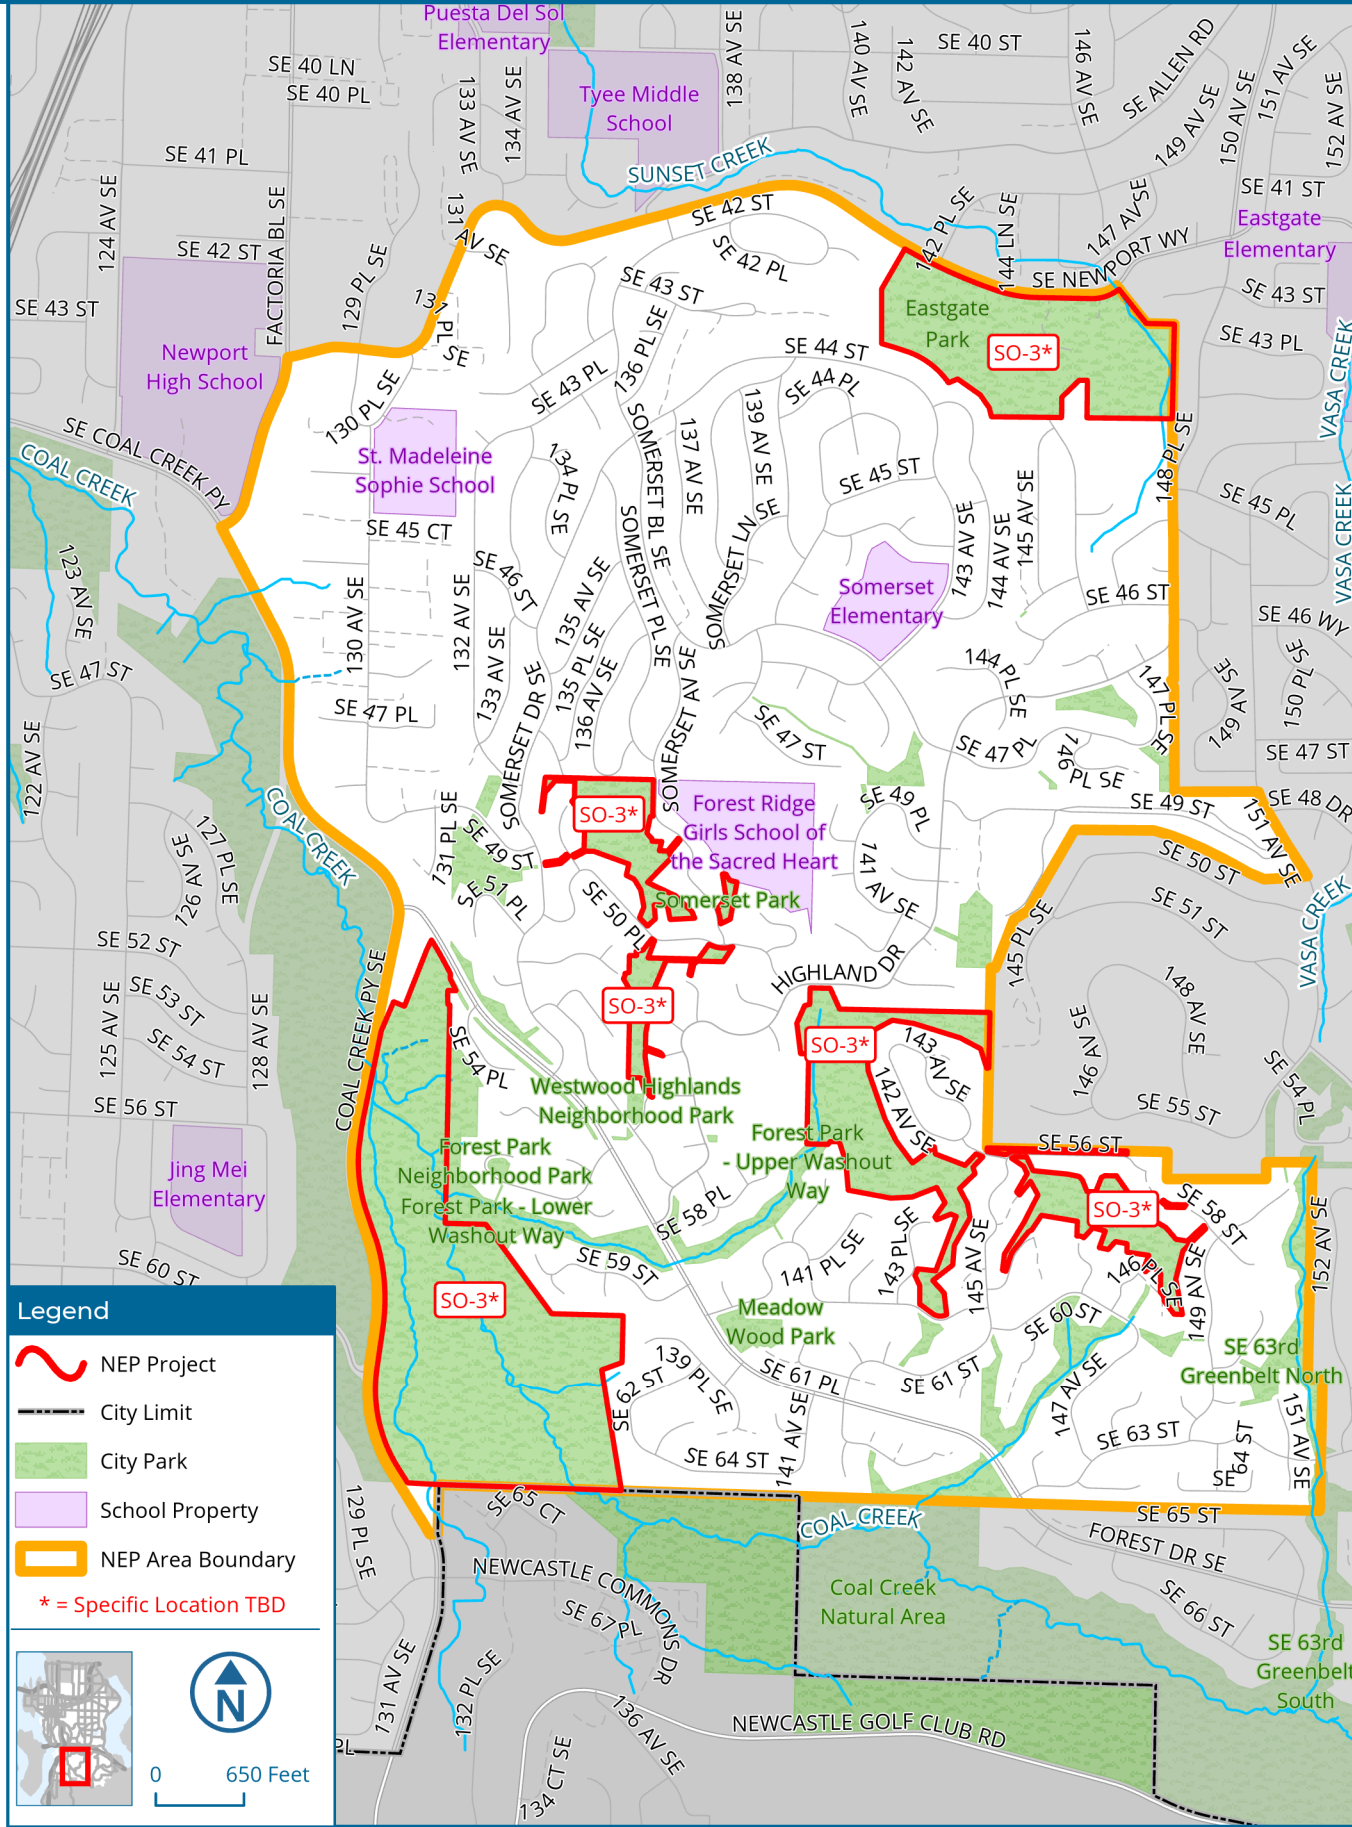 Puesta Del Sol
Elementary
138 AV SE
140 AV SE
142 AV SE
SE 40 ST
146 AV SE
SE ALLEN RD
151 AV SE
SE 40 LN
SE 40 PL
133 AV SE
134 AV SE
Tyee Middle
School
149 AV SE
150 AV SE
152 AV SE
SE 41 PL
SUNSET CREEK
SE 41 ST
124 AV SE
FACTORIA BL SE
131 AV SE
SE 42 ST
142 PL SE
144 LN SE
147 AV SE
Eastgate
Elementary
SE 42 ST
129 PL SE
SE 42 PL
SE NEWPORT WY
SE 43 ST
SE 43 ST
131 PL SE
SE 43 ST
Eastgate
Park
SO-3*
SE 43 PL
VASA CREEK
Newport
High School
136 PL SE
SE 44 ST
SE 43 PL
SE 44 PL
130 PL SE
139 AV SE
SE COAL CREEK PY
SOMERSET BL SE
137 AV SE
148 PL SE
COAL CREEK
St. Madeleine
Sophie School
134 PL SE
SE 45 ST
145 AV SE
SE 45 PL
VASA CREEK
SE 45 CT
SOMERSET PL SE
SOMERSET LN SE
143 AV SE
144 AV SE
123 AV SE
SE 46 ST
135 AV SE
Somerset
Elementary
SE 46 ST
SE 46 WY
130 AV SE
132 AV SE
133 AV SE
135 PL SE
136 AV SE
SOMERSET AV SE
144 PL SE
147 PL SE
149 AV SE
150 PL SE
SE 47 ST
SOMERSET DR SE
SE 47 PL
SE 47 ST
SE 47 PL
146 PL SE
SE 47 ST
122 AV SE
COAL CREEK
SE 49 PL
SE 49 ST
SE 48 DR
SO-3*
Forest Ridge
Girls School of
the Sacred Heart
127 PL SE
126 AV SE
131 PL SE
SE 49 ST
151 AV SE
SE 50 ST
141 AV SE
SE 51 PL
SE 50 PL
Somerset Park
SE 51 ST
145 PL SE
VASA CREEK
SE 52 ST
SE 53 ST
HIGHLAND DR
148 AV SE
125 AV SE
128 AV SE
COAL CREEK PY SE
SO-3*
146 AV SE
SE 54 ST
SE 54 PL
SO-3*
143 AV SE
SE 54 PL
142 AV SE
SE 56 ST
Westwood Highlands
Neighborhood Park
SE 55 ST
Forest Park
- Upper Washout
Way
SE 56 ST
Jing Mei
Elementary
Forest Park
Neighborhood Park
Forest Park - Lower
Washout Way
SE 58 PL
SO-3*
SE 58 ST
152 AV SE
SE 60 ST
SE 59 ST
141 PL SE
143 PL SE
145 AV SE
146 PL SE
149 AV SE
SO-3*
Meadow
Wood Park
SE 60 ST
SE 63rd
Greenbelt North
139 PL SE
SE 62 ST
SE 61 PL
SE 61 ST
147 AV SE
151 AV SE
141 AV SE
SE 63 ST
SE 64 ST
SE 64 ST
SE 65 CT
COAL CREEK
SE 65 ST
129 PL SE
FOREST DR SE
NEWCASTLE COMMONS DR
Coal Creek
Natural Area
SE 66 ST
SE 67 PL
SE 63rd
Greenbelt
South
131 AV SE
132 PL SE
136 AV SE
NEWCASTLE GOLF CLUB RD
PL
134 CT SE
Legend
NEP Project
City Limit
City Park
School Property
NEP Area Boundary
* = Specific Location TBD
N
0 650 Feet